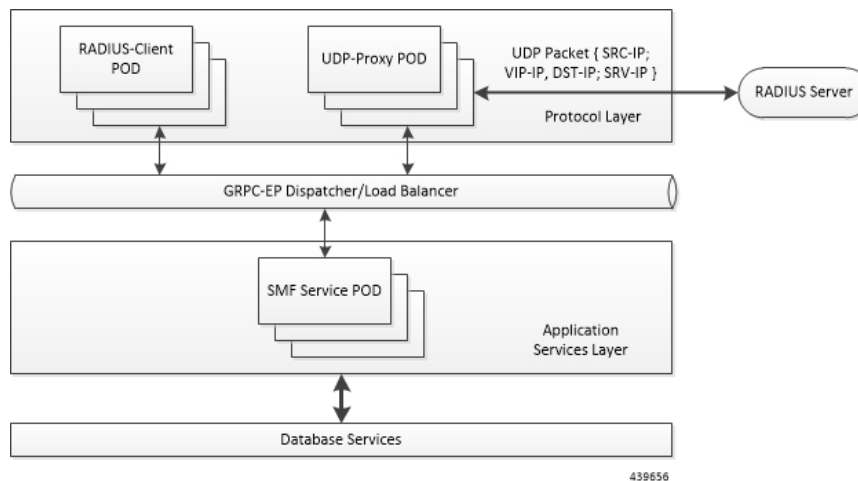 RADIUS-Client
POD
UDP-Proxy POD
UDP Packet { SRC-IP;
VIP-IP, DST-IP; SRV-IP }
RADIUS Server
Protocol Layer
GRPC-EP Dispatcher/Load Balancer
SMF Service POD
Application
Services Layer
Database Services
439656